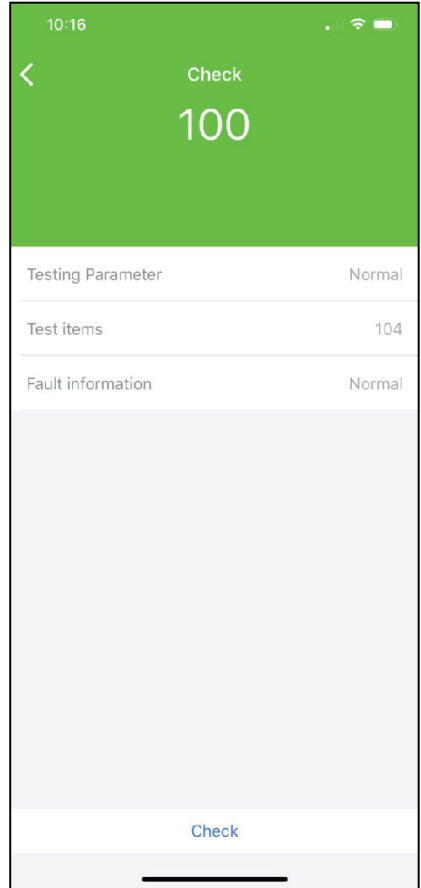 10:16
Check
100
Testing Parameter Normal
Test items 104
Fault information Normal
Check